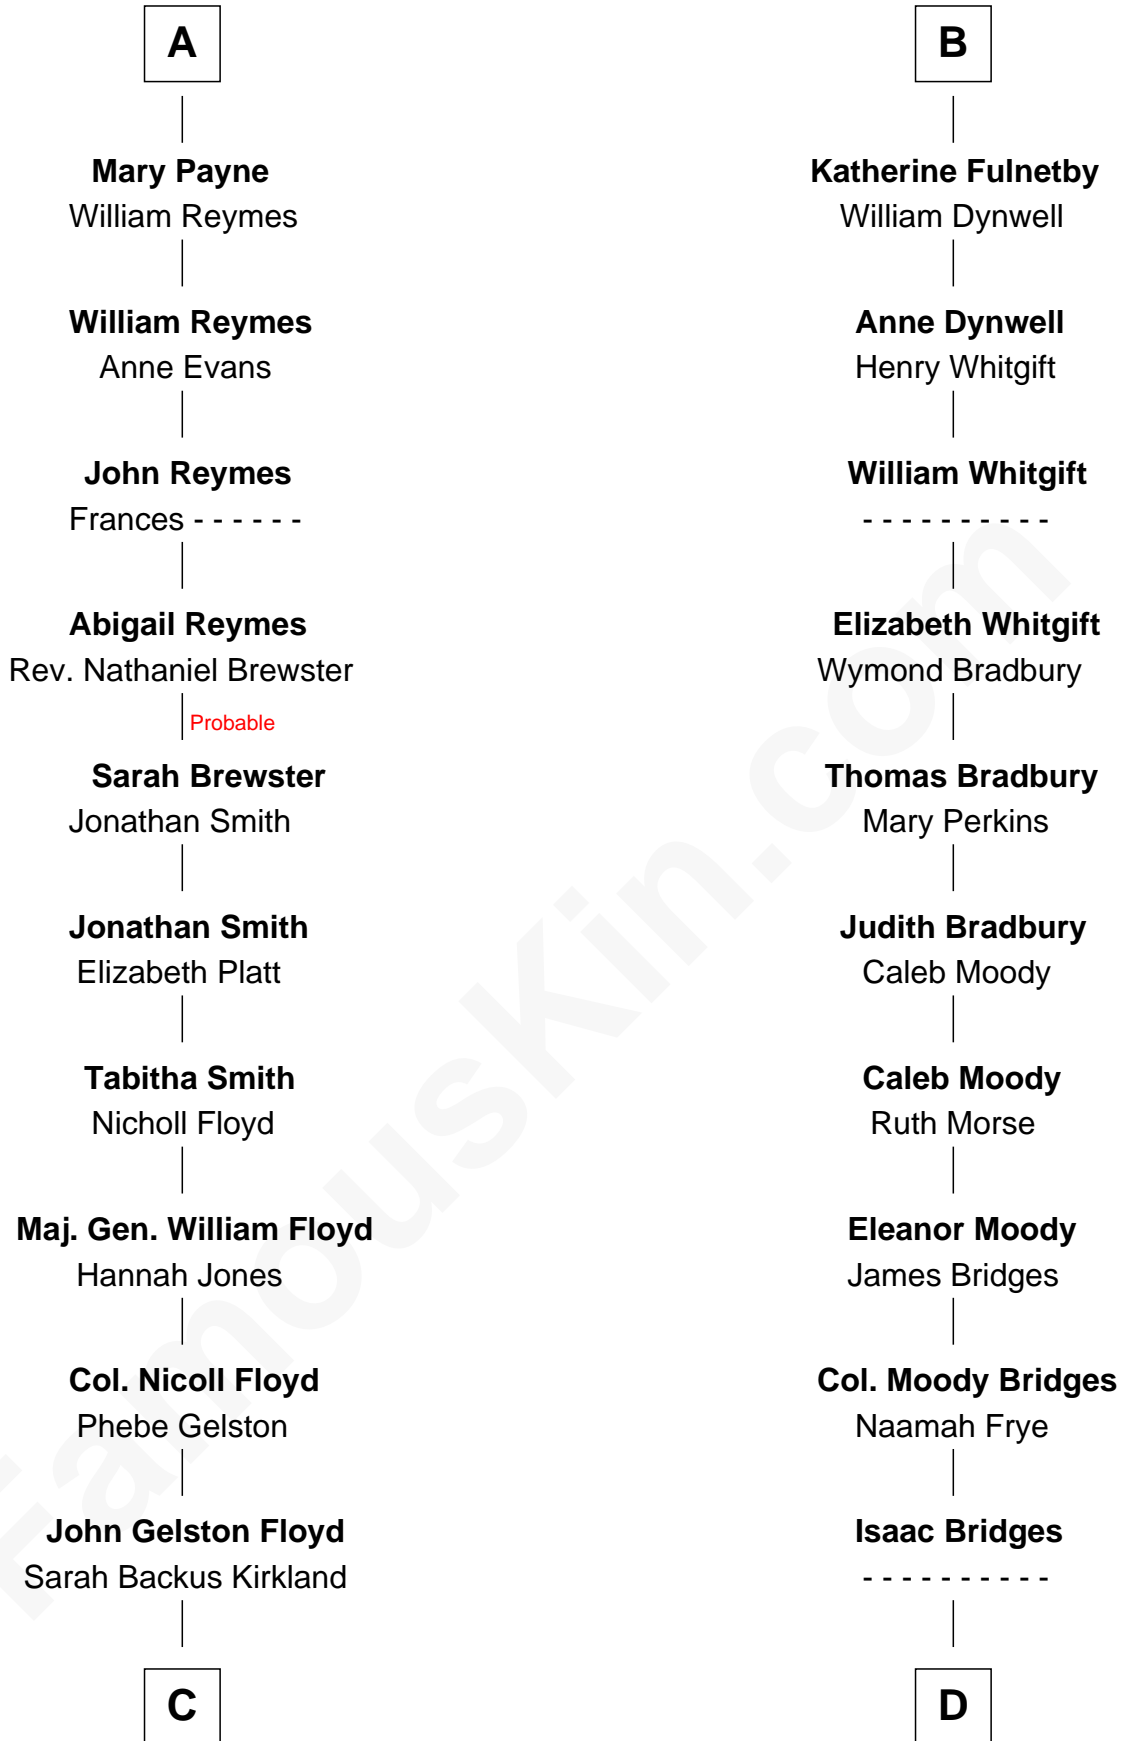 A
Mary Payne
William Reymes
William Reymes
Anne Evans
John Reymes
Frances - - - - - -
Abigail Reymes
Rev. Nathaniel Brewster
Probable
Sarah Brewster
Jonathan Smith
Jonathan Smith
Elizabeth Platt
Tabitha Smith
Nicholl Floyd
Maj. Gen. William Floyd
Hannah Jones
Col. Nicoll Floyd
Phebe Gelston
John Gelston Floyd
Sarah Backus Kirkland
C
B
Katherine Fulnetby
William Dynwell
Anne Dynwell
Henry Whitgift
William Whitgift
- - - - - - - - - -
Elizabeth Whitgift
Wymond Bradbury
Thomas Bradbury
Mary Perkins
Judith Bradbury
Caleb Moody
Caleb Moody
Ruth Morse
Eleanor Moody
James Bridges
Col. Moody Bridges
Naamah Frye
Isaac Bridges
- - - - - - - - - -
D
FamousKin.com